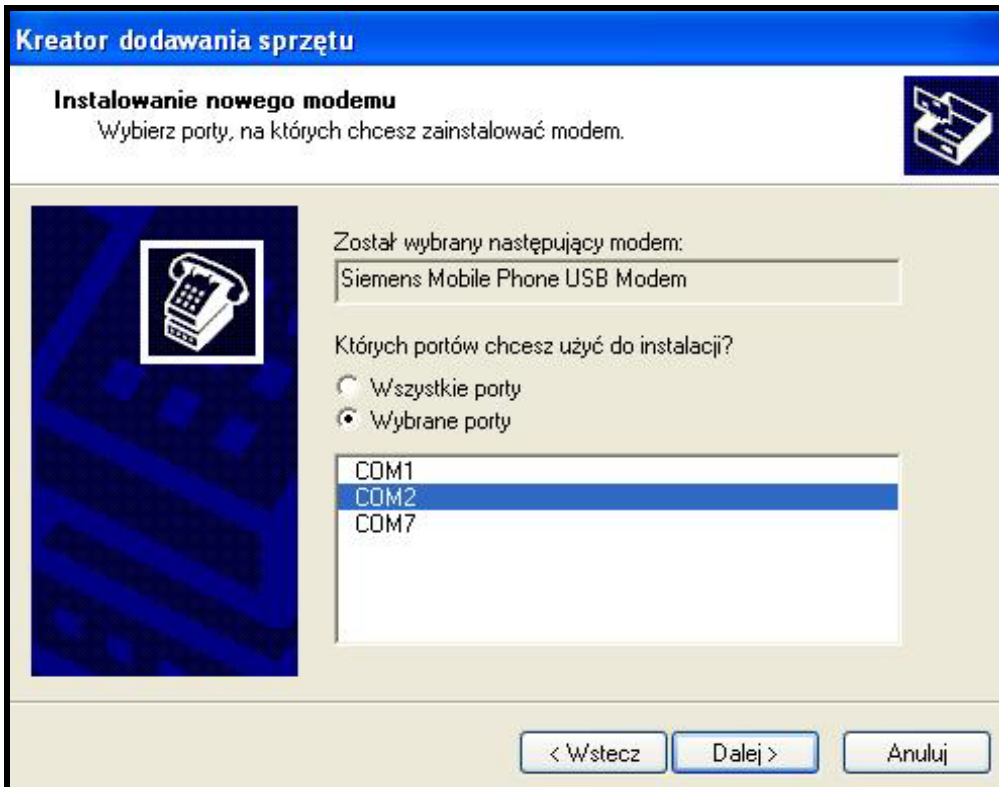 Kreator dodawania sprzętu
Instalowanie nowego modemu
Wybierz porty, na których chcesz zainstalować modem.
Został wybrany następujący modem:
Siemens Mobile Phone USB Modem
Których portów chcesz użyć do instalacji?
Wszystkie porty
Wybrane porty
COM1
COM2
COM7
< Wstecz
Dalej >
Anuluj